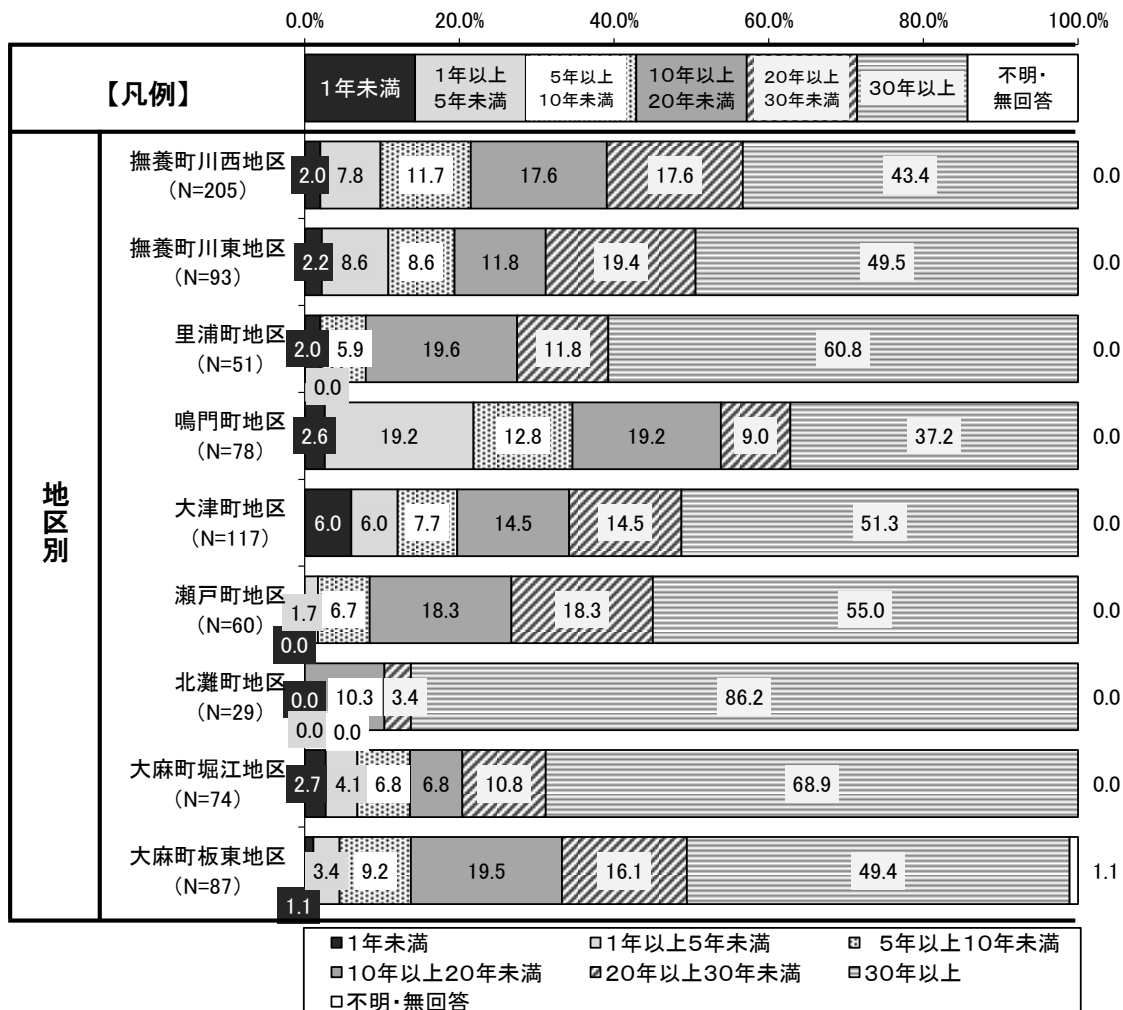 0.0% 20.0% 40.0% 60.0% 80.0% 100.0%
【凡例】
1年未満
1年以上
5年未満
5年以上
10年未満
10年以上
20年未満
20年以上
30年未満
30年以上
不明・
無回答
地区別
撫養町川西地区
(N=205)
2.0 7.8 11.7 17.6 17.6 43.4 0.0
撫養町川東地区
(N=93)
2.2 8.6 8.6 11.8 19.4 49.5 0.0
里浦町地区
(N=51)
2.0 5.9 19.6 11.8 60.8 0.0
0.0
鳴門町地区
(N=78)
2.6 19.2 12.8 19.2 9.0 37.2 0.0
大津町地区
(N=117)
6.0 6.0 7.7 14.5 14.5 51.3 0.0
瀬戸町地区
(N=60)
1.7 6.7 18.3 18.3 55.0 0.0
0.0
北灘町地区
(N=29)
0.0 10.3 3.4 86.2 0.0
0.0 0.0
大麻町堀江地区
(N=74)
2.7 4.1 6.8 6.8 10.8 68.9 0.0
大麻町板東地区
(N=87)
3.4 9.2 19.5 16.1 49.4 1.1
1.1
1年未満 1年以上5年未満 5年以上10年未満
10年以上20年未満 20年以上30年未満 30年以上
不明・無回答